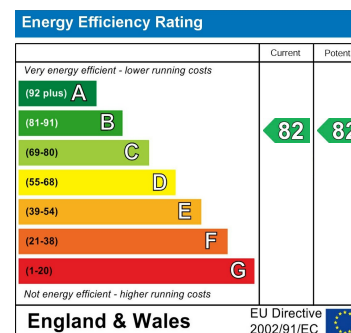 Energy Efficiency Rating
Current Potent
Very energy efficient - lower running costs
(92 plus) A
(81-91) B
82 82
(69-80) C
(55-68) D
(39-54) E
(21-38) F
(1-20) G
Not energy efficient - higher running costs
England & Wales
EU Directive
2002/91/EC